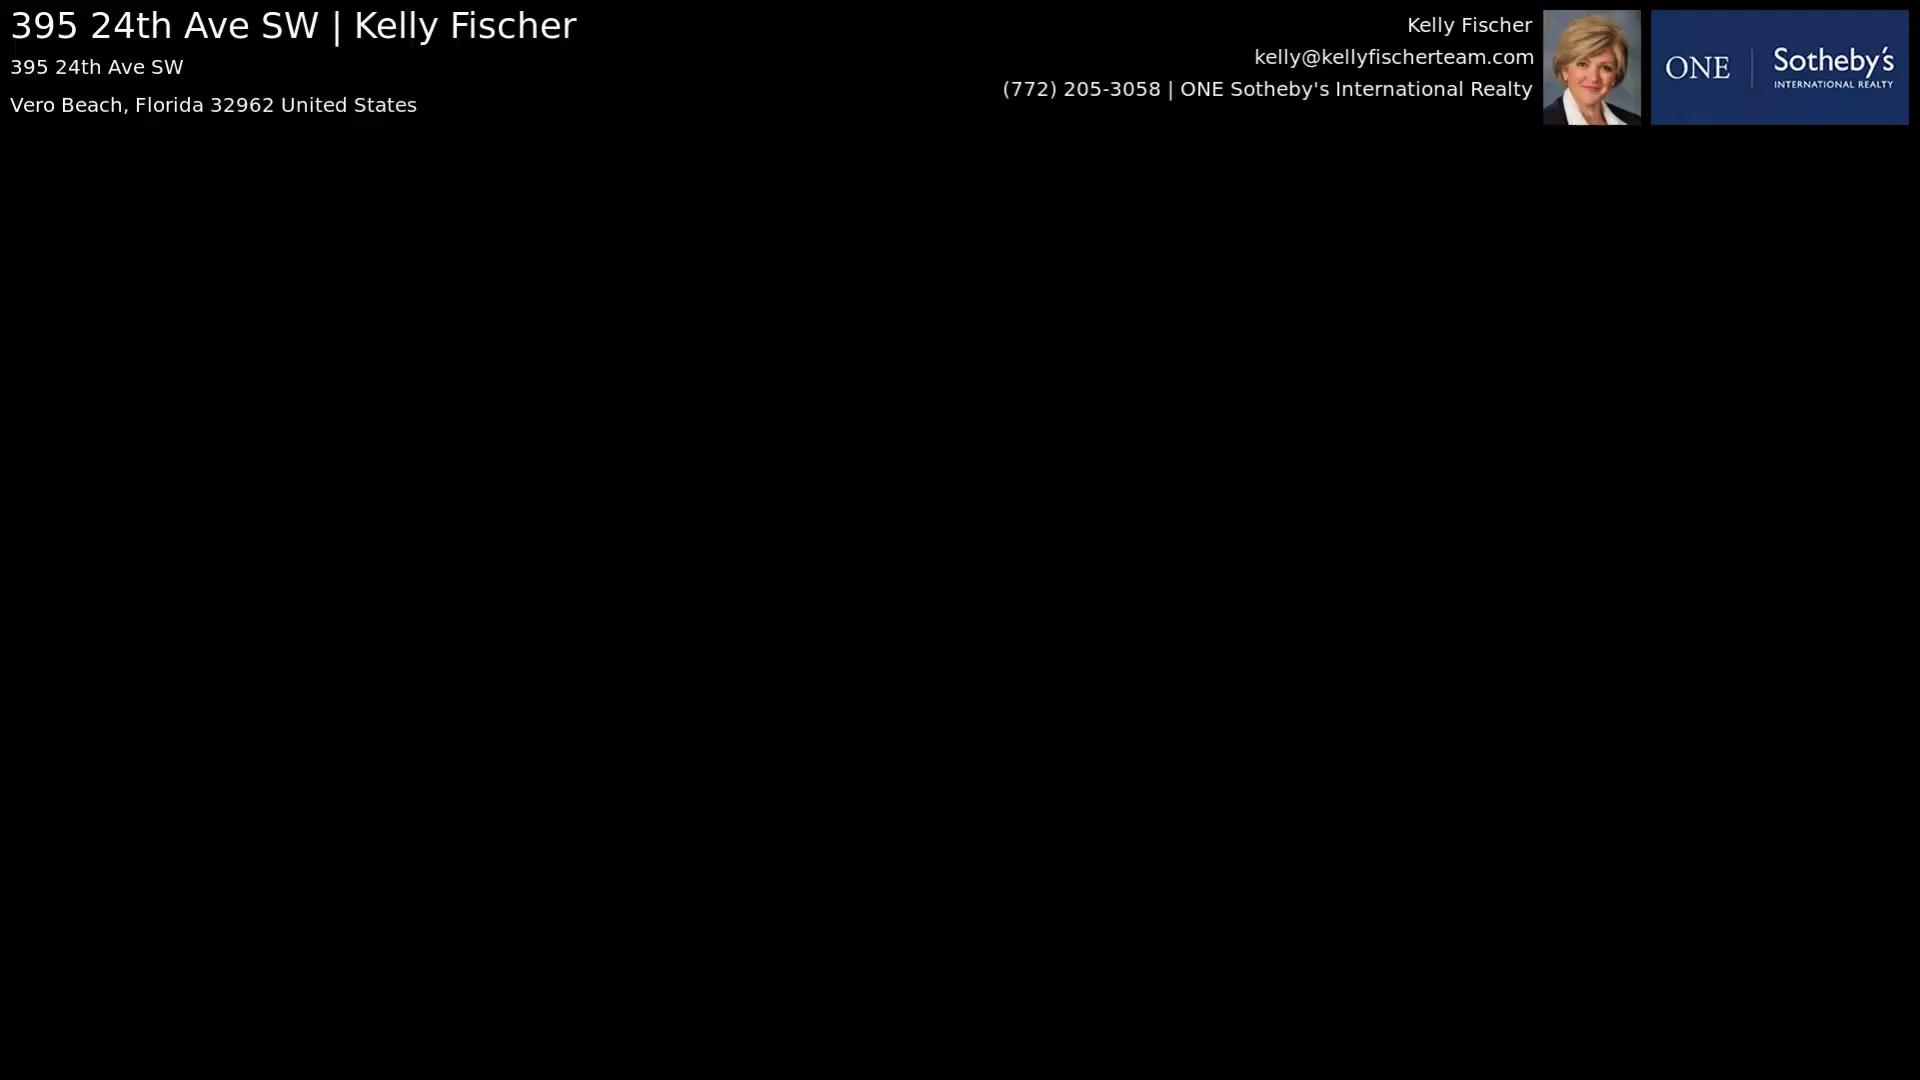 395 24th Ave SW | Kelly Fischer
395 24th Ave SW
Vero Beach, Florida 32962 United States
Kelly Fischer
kelly@kellyfischerteam.com
(772) 205-3058 | ONE Sotheby's International Realty
ONE | Sotheby's
INTERNATIONAL REALTY